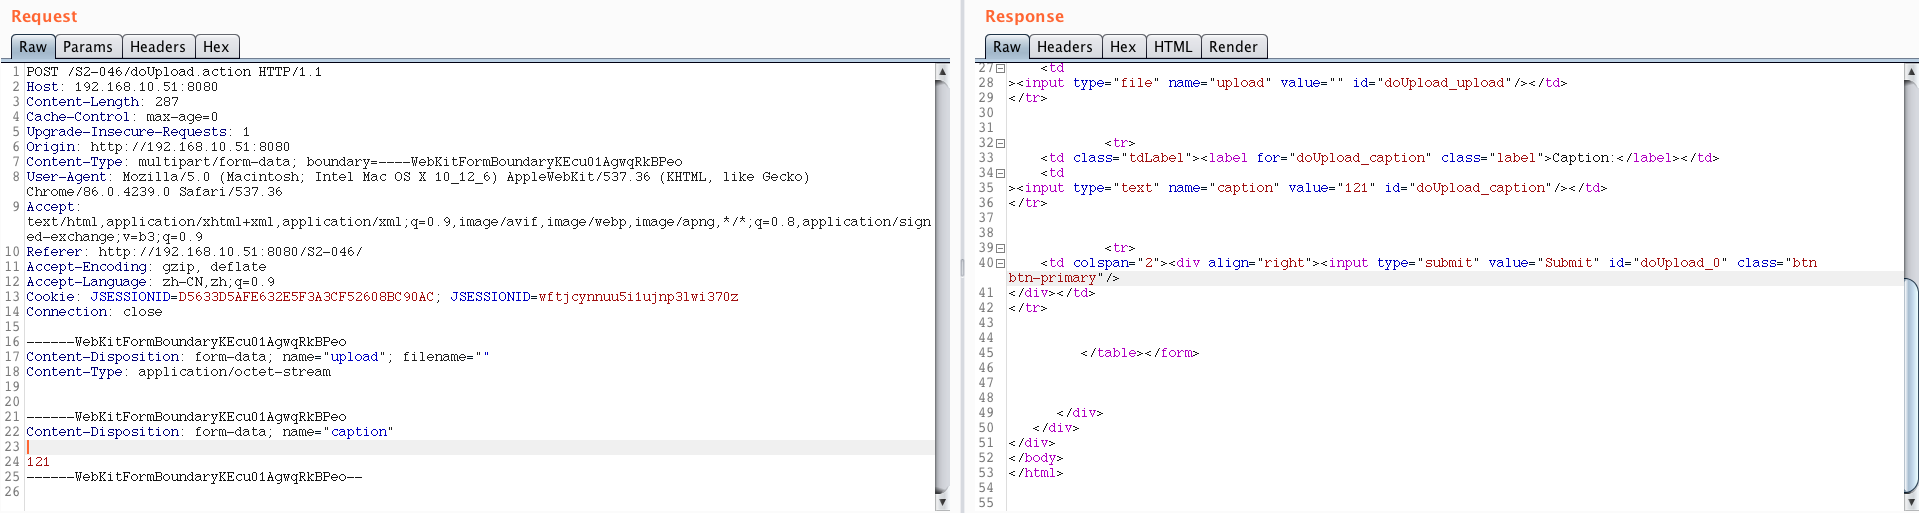 Request
Raw Params Headers Hex
1 POST /S2-046/doUpload.action HTTP/1.1
2 Host: 192.168.10.51:8080
3 Content-Length: 287
4 Cache-Control: max-age=0
5 Upgrade-Insecure-Requests: 1
6 Origin: http://192.168.10.51:8080
7 Content-Type: multipart/form-data; boundary=----WebKitFormBoundaryKEcu01AgwqRkBPeo
8 User-Agent: Mozilla/5.0 (Macintosh; Intel Mac OS X 10_12_6) AppleWebKit/537.36 (KHTML, like Gecko)
Chrome/86.0.4239.0 Safari/537.36
9 Accept:
text/html,application/xhtml+xml,application/xml;q=0.9,image/avif,image/webp,image/apng,*/*;q=0.8,application/sign
ed-exchange;v=b3;q=0.9
10 Referer: http://192.168.10.51:8080/S2-046/
11 Accept-Encoding: gzip, deflate
12 Accept-Language: zh-CN,zh;q=0.9
13 Cookie: JSESSIONID=D5633D5AFE632E5F3A3CF52608BC90AC; JSESSIONID=wftjcynnuu5i1ujnp3lwi370z
14 Connection: close
15
16 ------WebKitFormBoundaryKEcu01AgwqRkBPeo
17 Content-Disposition: form-data; name="upload"; filename=""
18 Content-Type: application/octet-stream
19
20
21 ------WebKitFormBoundaryKEcu01AgwqRkBPeo
22 Content-Disposition: form-data; name="caption"
23
24 121
25 ------WebKitFormBoundaryKEcu01AgwqRkBPeo--
26
Response
Raw Headers Hex HTML Render
27 <td
28 ><input type="file" name="upload" value="" id="doUpload_upload"/></td>
29 </tr>
30
31
32 <tr>
33 <td class="tdLabel"><label for="doUpload_caption" class="label">Caption:</label></td>
34 <td
35 ><input type="text" name="caption" value="121" id="doUpload_caption"/></td>
36 </tr>
37
38
39 <tr>
40 <td colspan="2"><div align="right"><input type="submit" value="Submit" id="doUpload_0" class="btn
btn-primary"/>
41 </div></td>
42 </tr>
43
44
45 </table></form>
46
47
48
49 </div>
50 </div>
51 </div>
52 </body>
53 </html>
54
55